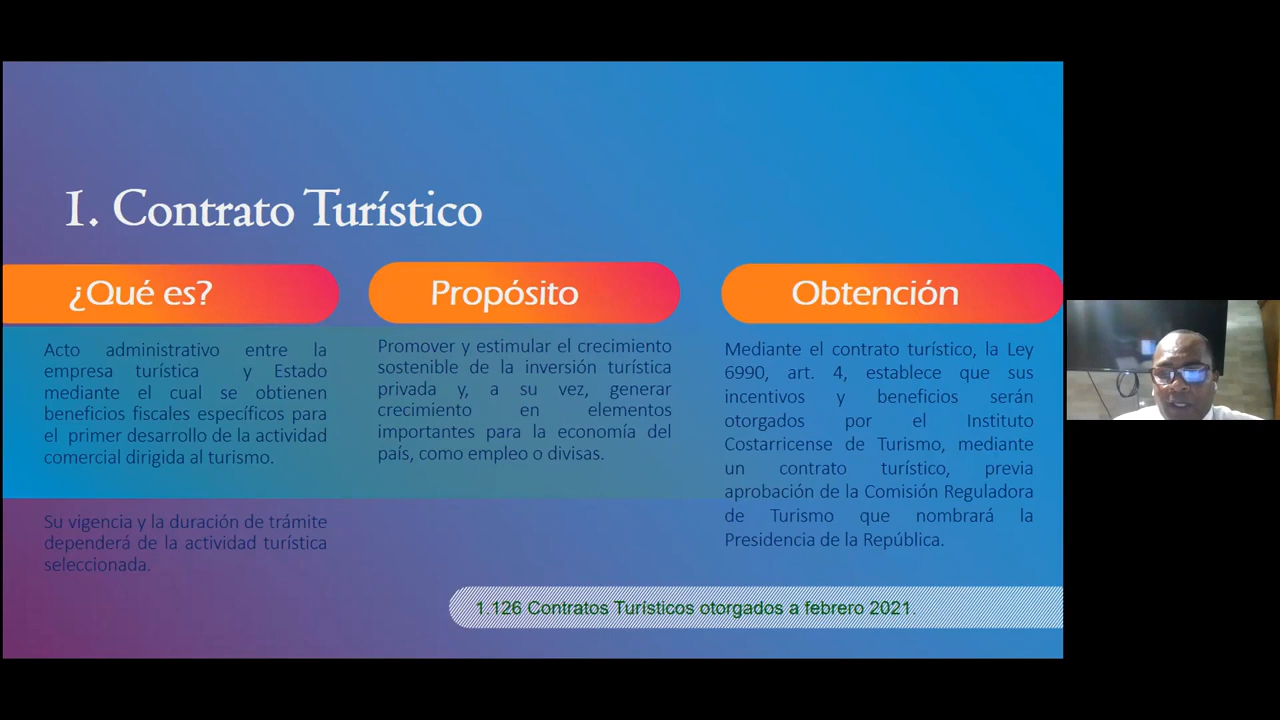 1. Contrato Turístico
¿Qué es?
Acto administrativo entre la
empresa turística y Estado
mediante el cual se obtienen
beneficios fiscales específicos para
el primer desarrollo de la actividad
comercial dirigida al turismo.
Su vigencia y la duración de trámite
dependerá de la actividad turística
seleccionada.
Propósito
Promover y estimular el crecimiento
sostenible de la inversión turística
privada y, a su vez, generar
crecimiento en elementos
importantes para la economía del
país, como empleo o divisas.
Obtención
Mediante el contrato turístico, la Ley
6990, art. 4, establece que sus
incentivos y beneficios serán
otorgados por el Instituto
Costarricense de Turismo, mediante
un contrato turístico, previa
aprobación de la Comisión Reguladora
de Turismo que nombrará la
Presidencia de la República.
1.126 Contratos Turísticos otorgados a febrero 2021.